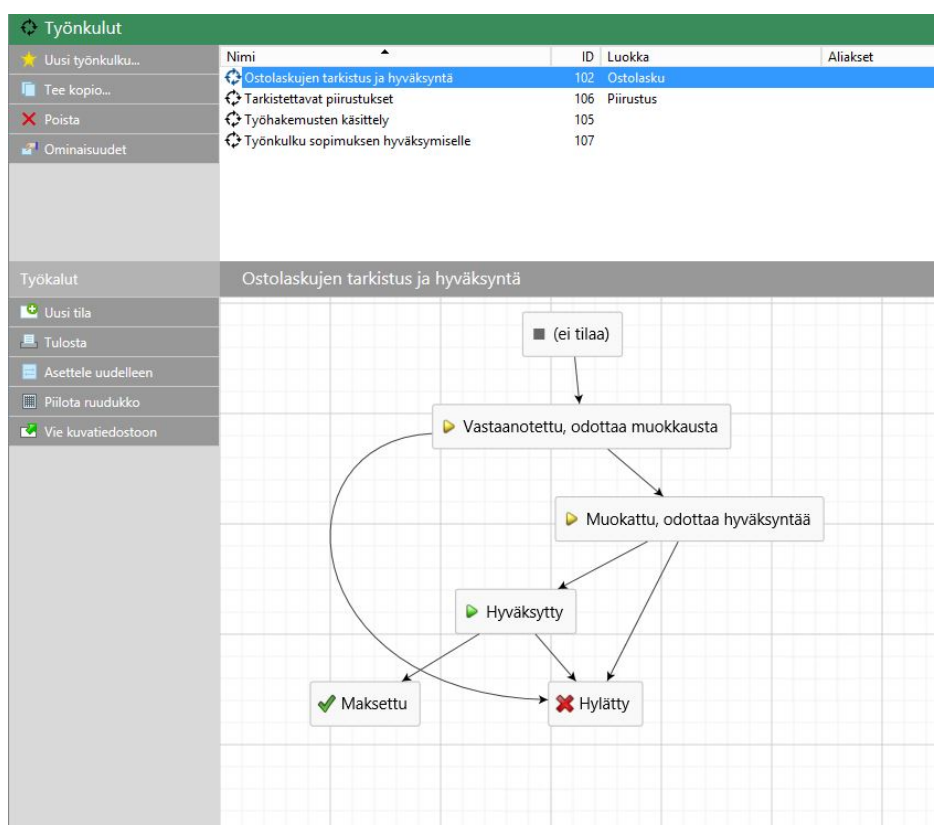 Työnkulut
Uusi työnkulku...
Tee kopio...
Poista
Ominaisuudet
Nimi ID Luokka Aliakset
Ostolaskujen tarkistus ja hyväksyntä 102 Ostolasku
Tarkistettavat piirustukset 106 Piirustus
Työhakemusten käsittely 105
Työnkulku sopimuksen hyväksymiselle 107
Työkalut
Uusi tila
Tulosta
Asettele uudelleen
Piilota ruudukko
Vie kuvatiedostoon
Ostolaskujen tarkistus ja hyväksyntä
(ei tilaa)
Vastaanotettu, odottaa muokkausta
Muokattu, odottaa hyväksyntää
Hyväksytty
Maksettu
Hylätty